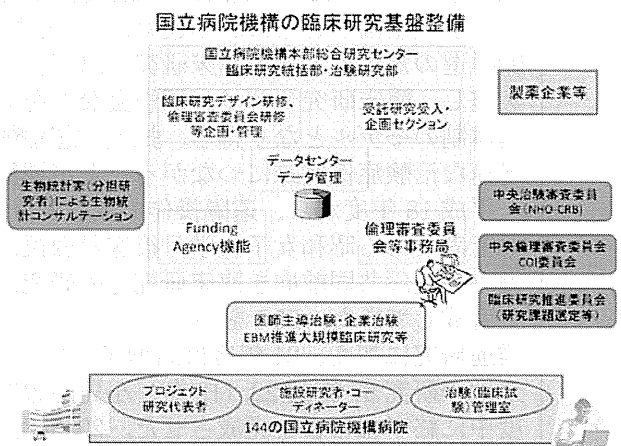 国立病院機構の臨床研究基盤整備
国立病院機構本部総合研究センター
臨床研究統括部・治験研究部
製薬企業等
臨床研究デザイン研修、
倫理審査委員会研修
等企画・管理
受託研究受入・
企画セクション
データセンター
データ管理
生物統計家(分担研
究者)による生物統
計コンサルテーション
Funding
Agency機能
倫理審査委員
会等事務局
中央治験審査委員
会(NHO-CRB)
中央倫理審査委員会
COI委員会
臨床研究推進委員会
(研究課題選定等)
医師主導治験・企業治験
EBM推進大規模臨床研究等
プロジェクト
研究代表者
施設研究者・コー
ディネーター
治験(臨床試
験)管理室
144の国立病院機構病院